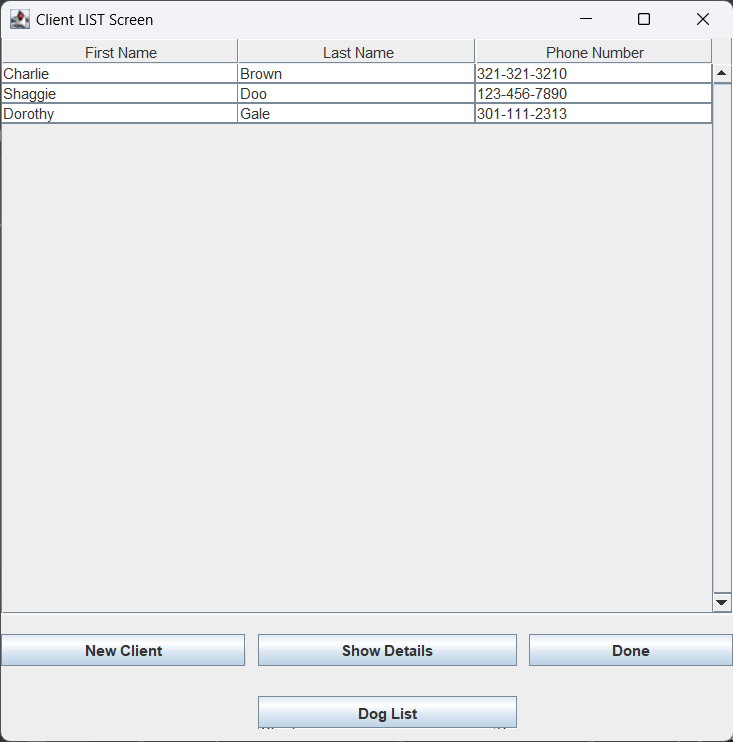 Client LIST Screen
First Name Last Name Phone Number
Charlie Brown 321-321-3210
Shaggie Doo 123-456-7890
Dorothy Gale 301-111-2313
New Client Show Details Done
Dog List